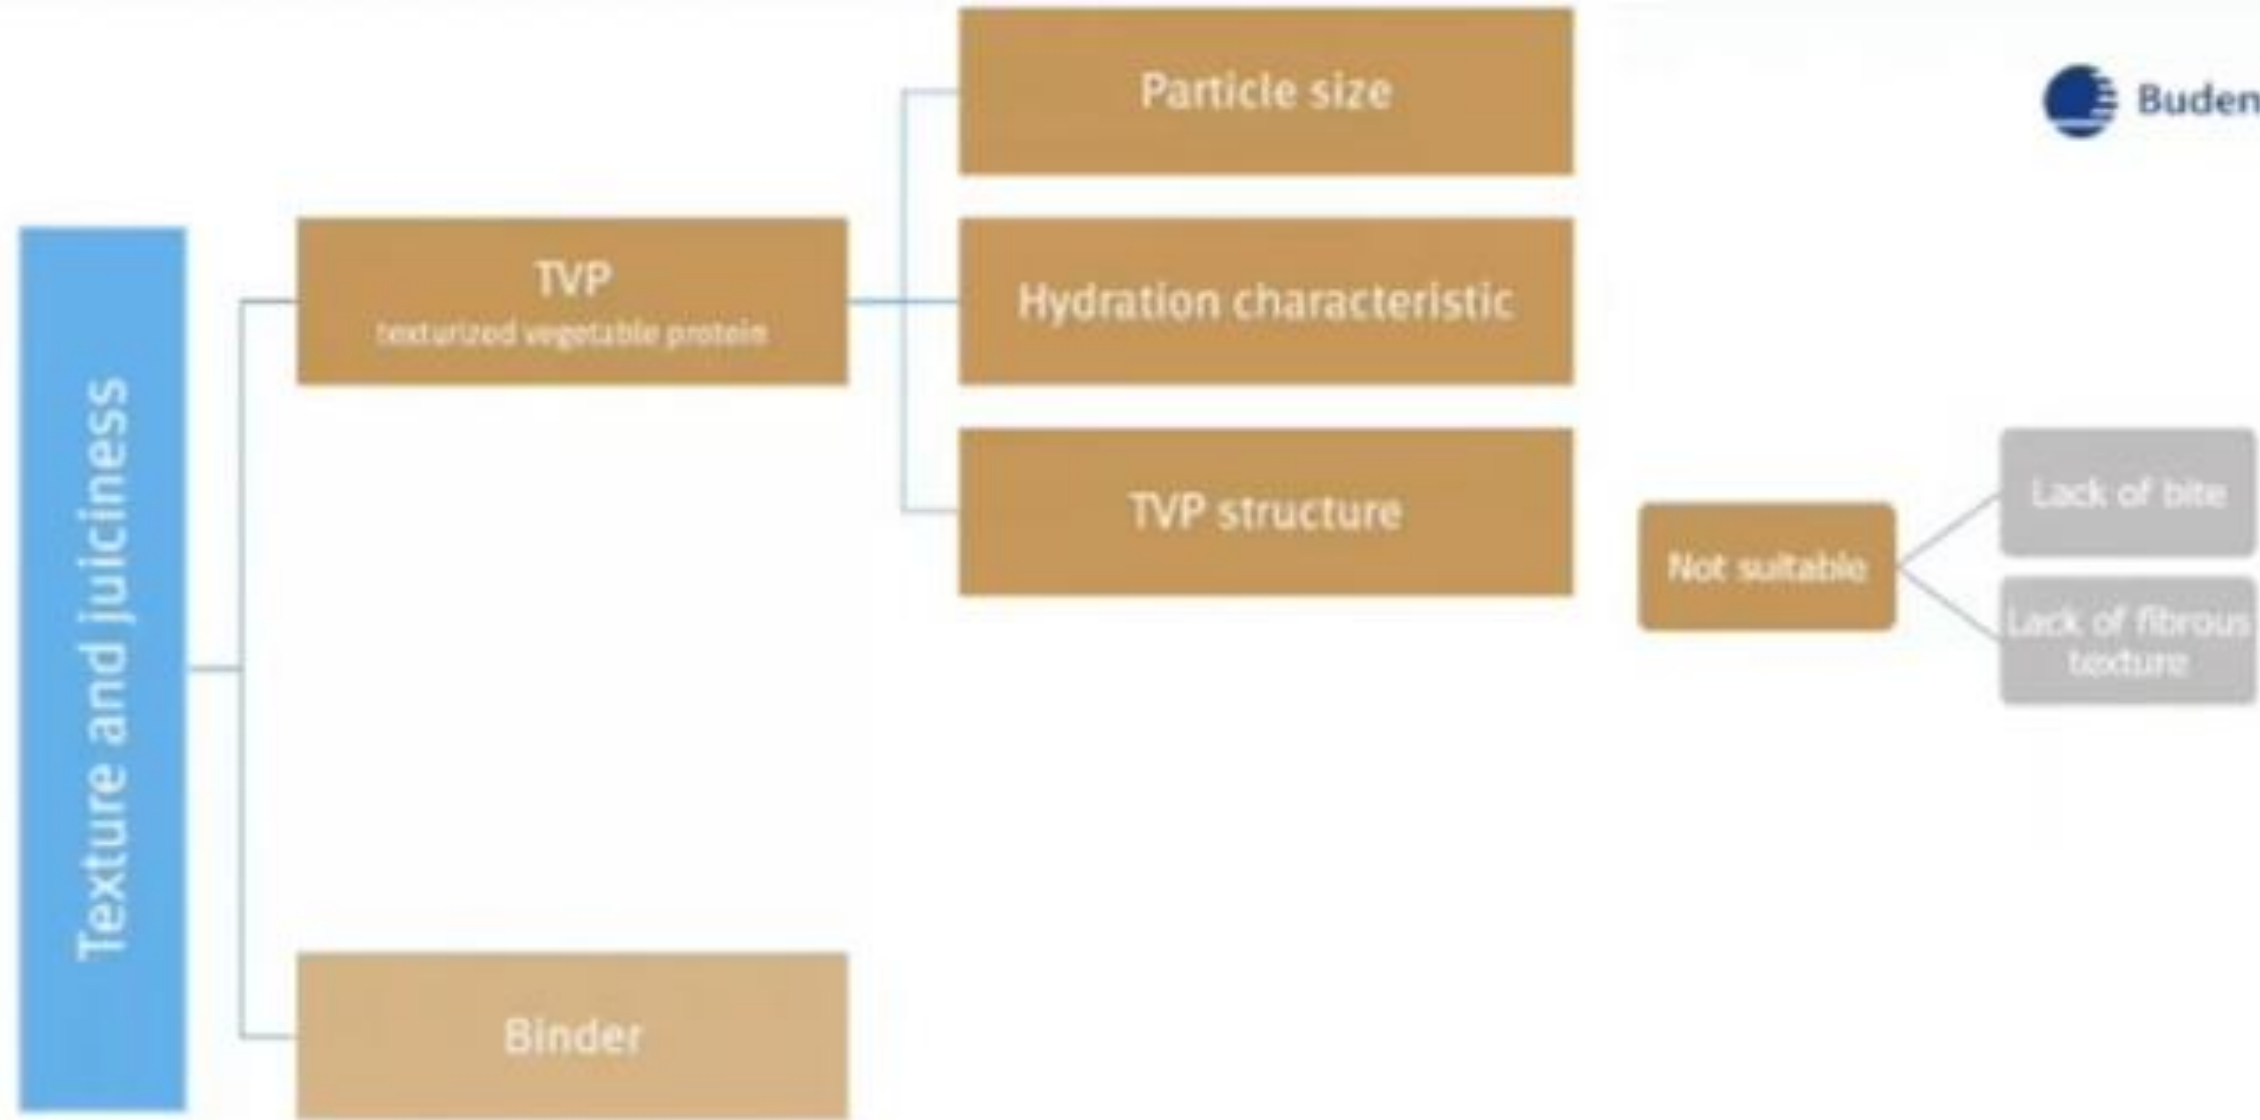 Particle size
Buden
TVP
texturized vegetable protein
Hydration characteristic
Texture and juiciness
TVP structure
Not suitable
Lack of bite
Lack of fibrous
texture
Binder